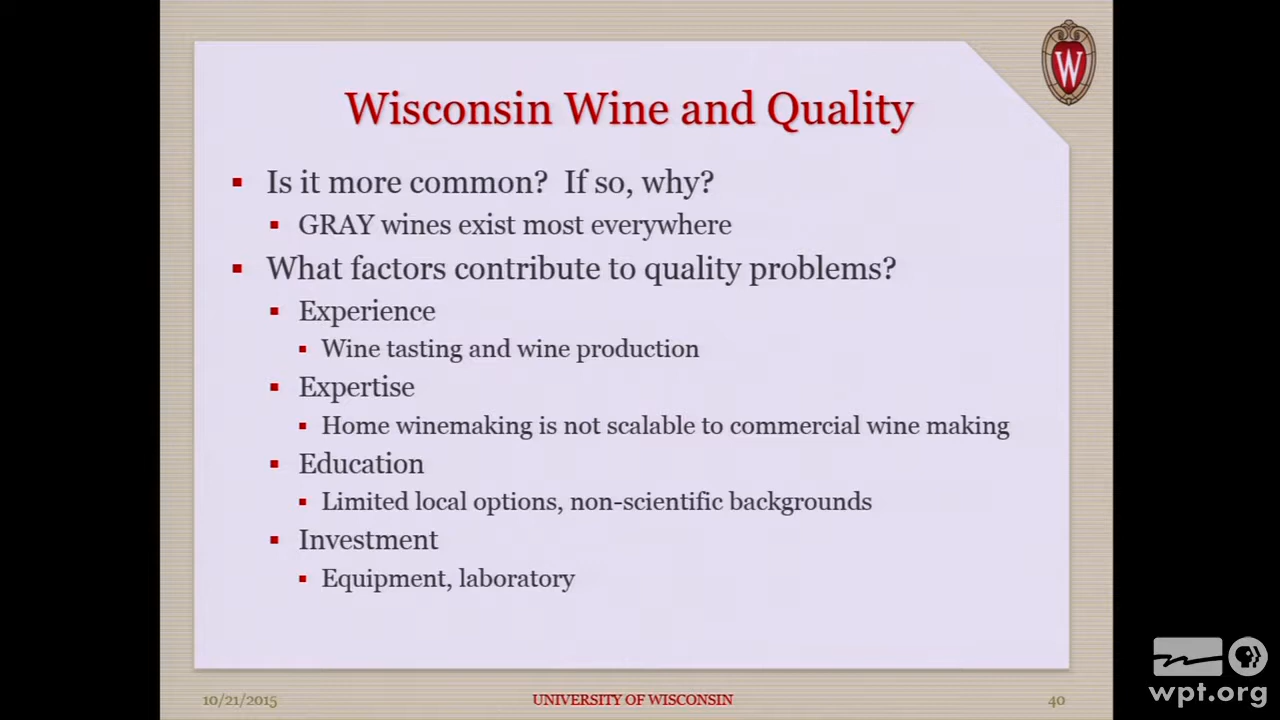 W
Wisconsin Wine and Quality
Is it more common? If so, why?
GRAY wines exist most everywhere
What factors contribute to quality problems?
Experience
Wine tasting and wine production
Expertise
Home winemaking is not scalable to commercial wine making
Education
Limited local options, non-scientific backgrounds
Investment
Equipment, laboratory
10/21/2015
UNIVERSITY OF WISCONSIN
40
wpt.org